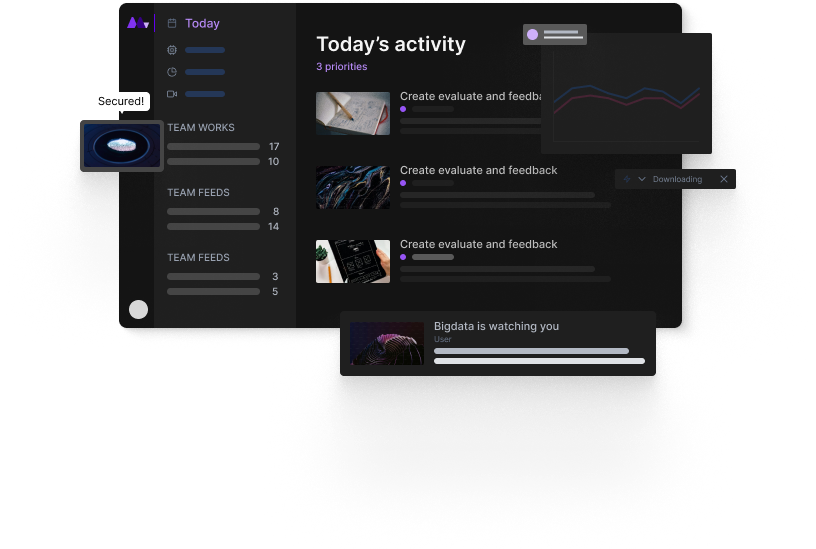 Today
Today's activity
3 priorities
Secured!
Create evaluate and feedba
TEAM WORKS
17
10
Create evaluate and feedback
Downloading
TEAM FEEDS
8
14
Create evaluate and feedback
TEAM FEEDS
3
5
Bigdata is watching you
User